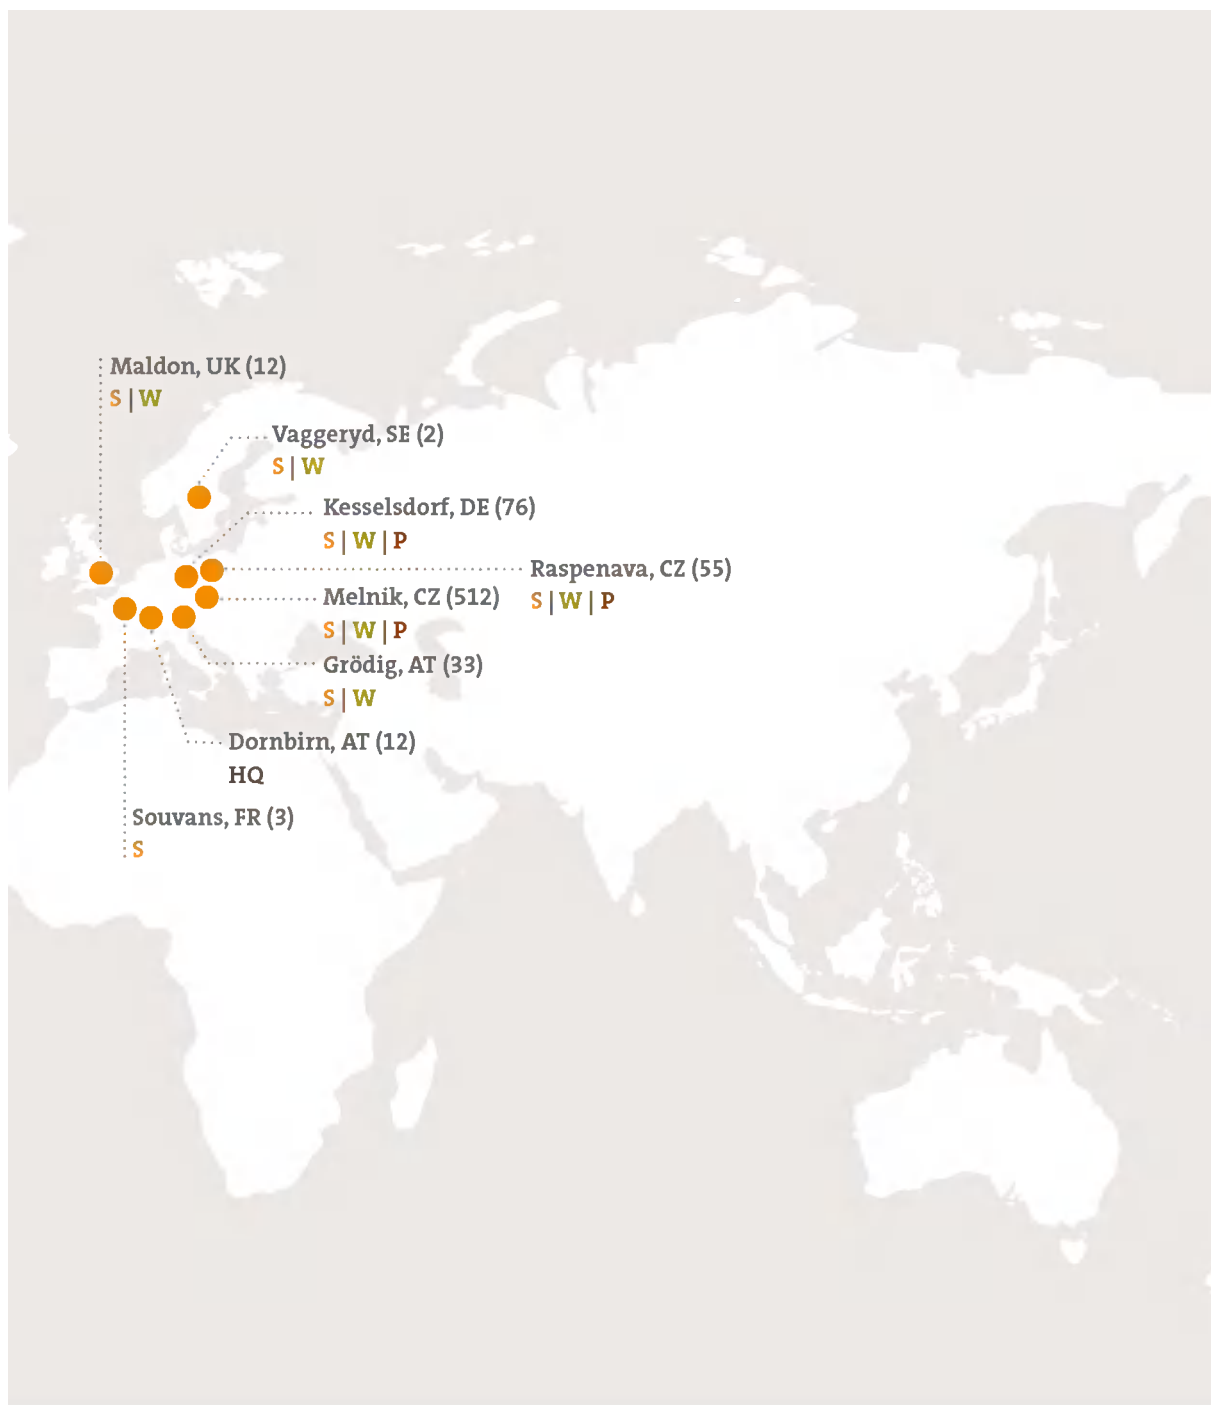 Maldon, UK (12)
S | W
Vaggeryd, SE (2)
S | W
Kesselsdorf, DE (76)
S | W | P
Raspenava, CZ (55)
S | W | P
Melnik, CZ (512)
S | W | P
Grödig, AT (33)
S | W
Dornbirn, AT (12)
HQ
Souvans, FR (3)
S